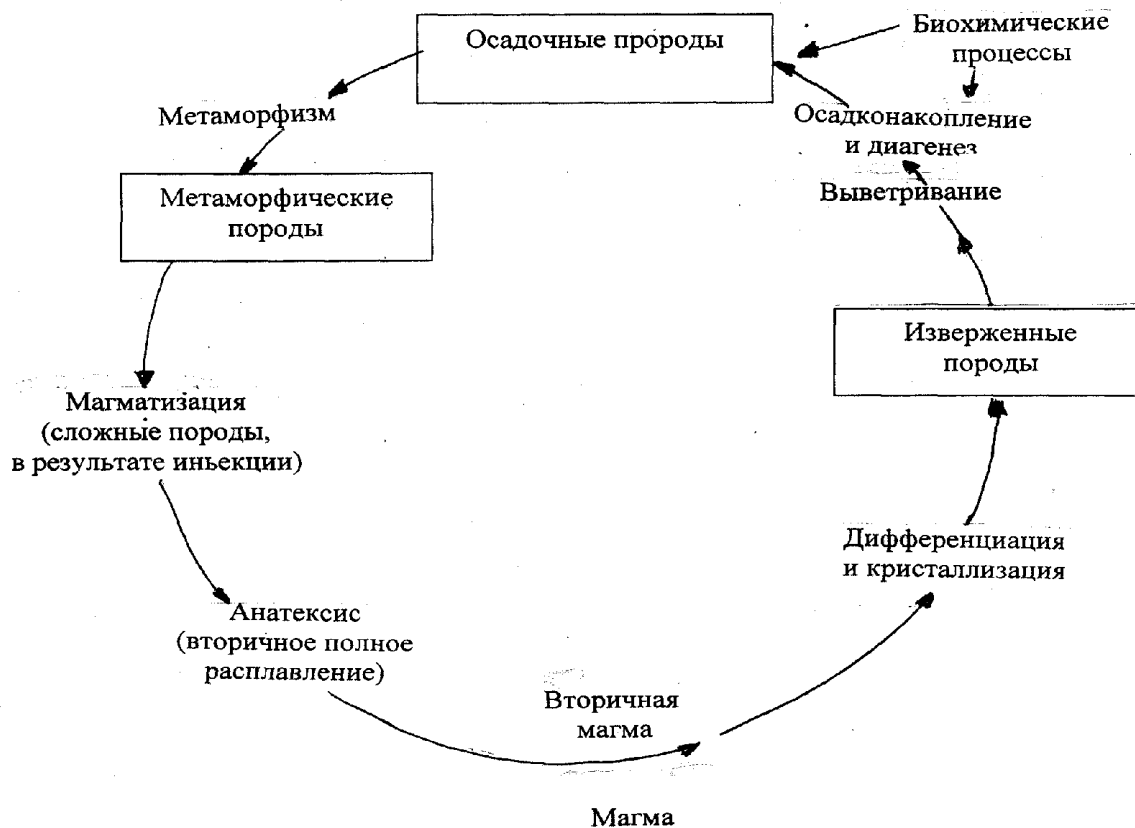 Осадочные пророды
Биохимические
процессы
Метаморфизм
Осадконакопление
и диагенез
Метаморфические
породы
Выветривание
Изверженные
породы
Магматизация
(сложные породы,
в результате иньекции)
Дифференциация
и кристаллизация
Анатексис
(вторичное полное
расплавление)
Вторичная
магма
Магма